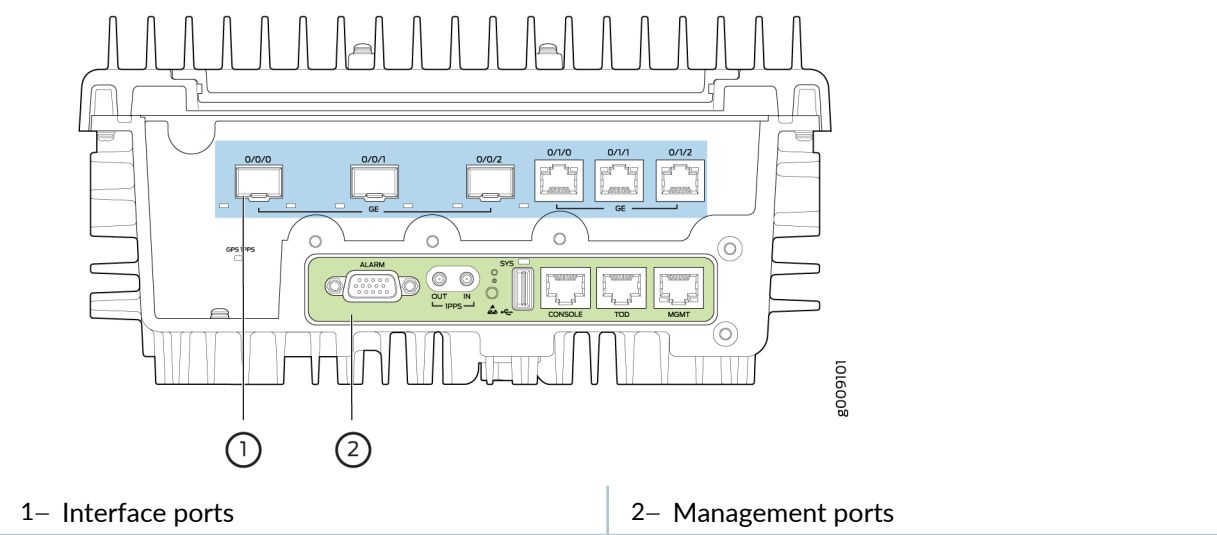 0/0/0 0/0/1 0/0/2 0/1/0 0/1/1 0/1/2
GE GE
GPS 1PPS
ALARM SYS
OUT IN
1PPS
CONSOLE TOD MGMT
g009101
1 2
1– Interface ports 2– Management ports